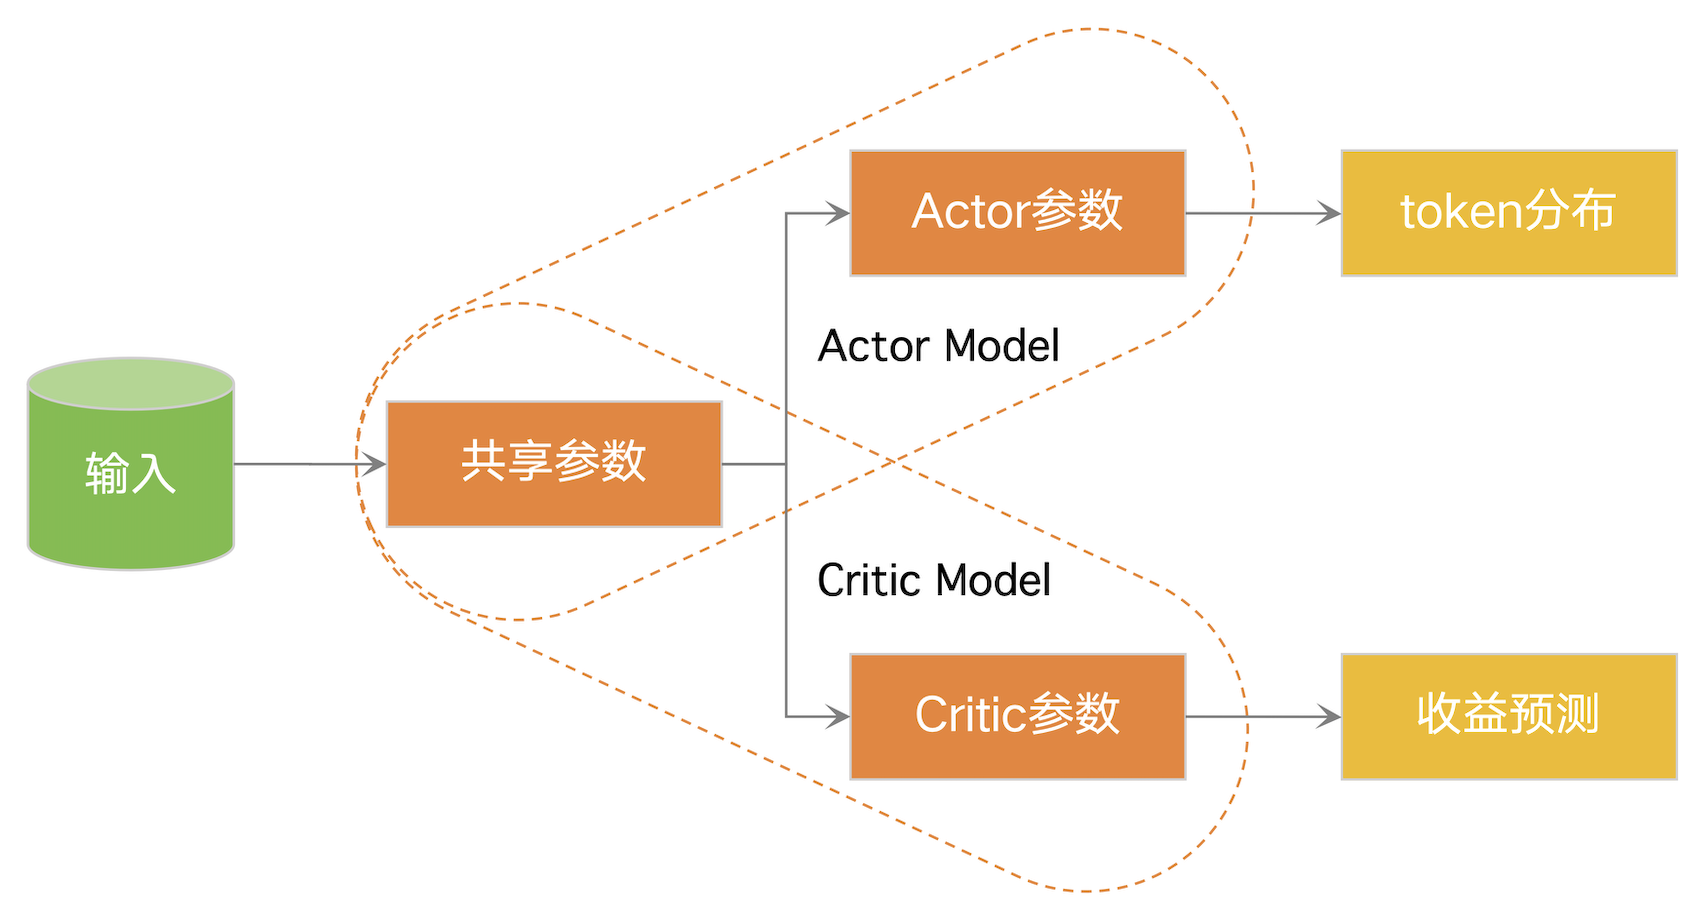 Actor参数
token分布
Actor Model
输入
共享参数
Critic Model
Critic参数
收益预测